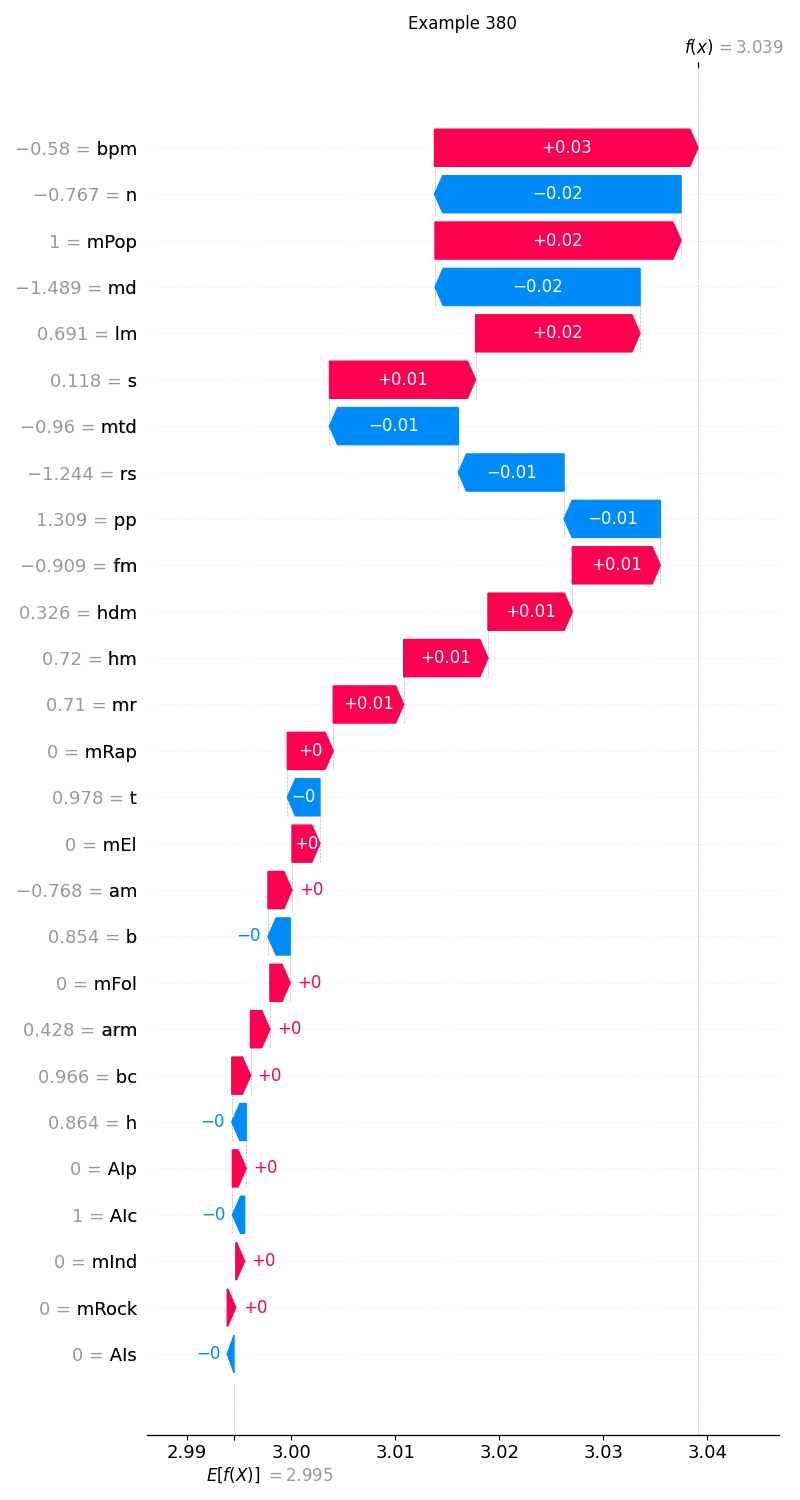 Example 380
f(x) = 3.039
−0.58 = bpm +0.03
−0.767 = n −0.02
1 = mPop +0.02
−1.489 = md −0.02
0.691 = lm +0.02
0.118 = s +0.01
−0.96 = mtd −0.01
−1.244 = rs −0.01
1.309 = pp −0.01
−0.909 = fm +0.01
0.326 = hdm +0.01
0.72 = hm +0.01
0.71 = mr +0.01
0 = mRap +0
0.978 = t −0
0 = mEl +0
−0.768 = am +0
0.854 = b −0
0 = mFol +0
0.428 = arm +0
0.966 = bc +0
0.864 = h −0
0 = AIp +0
1 = AIc −0
0 = mInd +0
0 = mRock +0
0 = AIs −0
2.99 3.00 3.01 3.02 3.03 3.04
E[f(X)] = 2.995